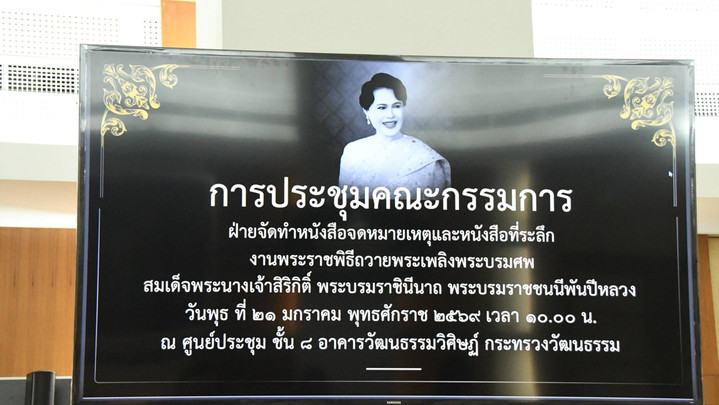 การประชุมคณะกรรมการ
ฝ่ายจัดทำหนังสือจดหมายเหตุและหนังสือที่ระลึก
งานพระราชพิธีถวายพระเพลิงพระบรมศพ
สมเด็จพระนางเจ้าสิริกิติ์ พระบรมราชินีนาถ พระบรมราชชนนีพันปีหลวง
วันพุธ ที่ ๒๑ มกราคม พุทธศักราช ๒๕๖๙ เวลา ๑๐.๐๐ น.
ณ ศูนย์ประชุม ชั้น ๘ อาคารวัฒนธรรมวิศิษฏ์ กระทรวงวัฒนธรรม
SAMSUNG